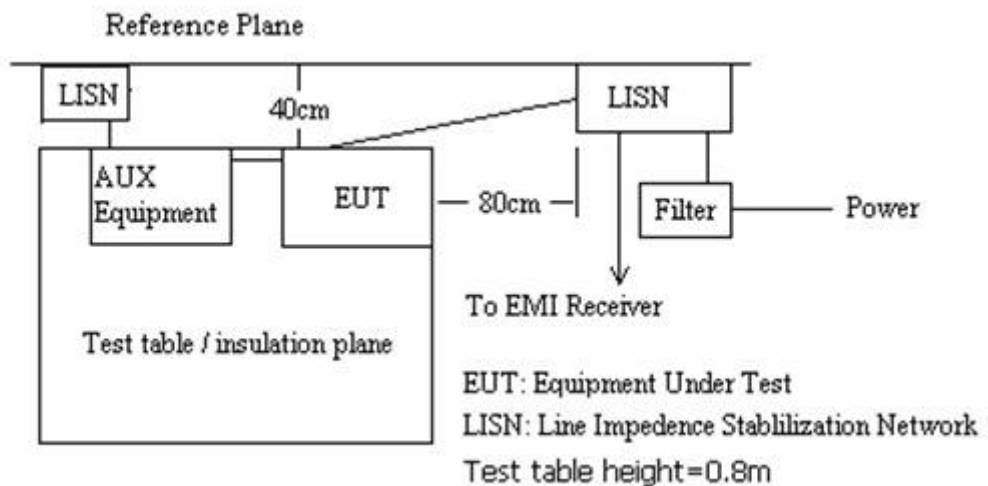 Reference Plane
LISN
40cm
LISN
AUX
Equipment
EUT
80cm
Filter
Power
To EMI Receiver
Test table / insulation plane
EUT: Equipment Under Test
LISN: Line Impedence Stablilization Network
Test table height=0.8m